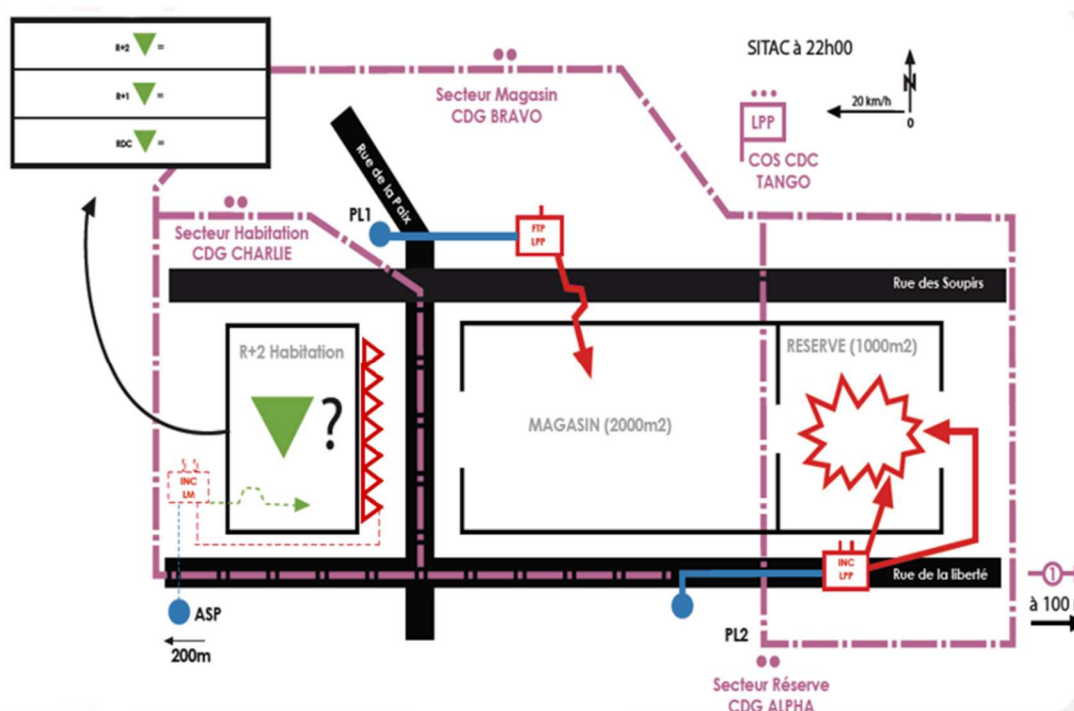 R+2 =
R+1 =
RDC =
Secteur Magasin
CDG BRAVO
SITAC à 22h00
N
20 km/h
0
LPP
COS CDC
TANGO
Rue de la Paix
PL1
FTP
LPP
Secteur Habitation
CDG CHARLIE
Rue des Soupirs
R+2 Habitation
?
MAGASIN (2000m2)
RESERVE (1000m2)
INC
LM
INC
LPP
Rue de la liberté
1
à 100
ASP
200m
PL2
Secteur Réserve
CDG ALPHA